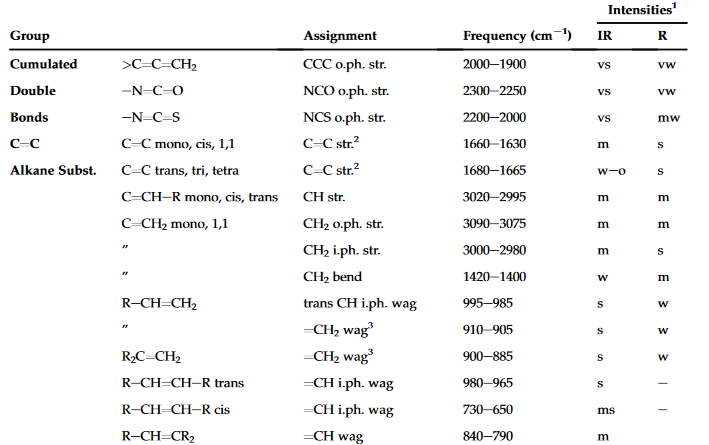 Intensities¹
Group Assignment Frequency (cm⁻¹) IR R
Cumulated >C=C=CH₂ CCC o.ph. str. 2000–1900 vs vw
Double –N=C=O NCO o.ph. str. 2300–2250 vs vw
Bonds –N=C=S NCS o.ph. str. 2200–2000 vs mw
C=C C=C mono, cis, 1,1 C=C str.² 1660–1630 m s
Alkane Subst. C=C trans, tri, tetra C=C str.² 1680–1665 w–o s
C=CH–R mono, cis, trans CH str. 3020–2995 m m
C=CH₂ mono, 1,1 CH₂ o.ph. str. 3090–3075 m m
" CH₂ i.ph. str. 3000–2980 m s
" CH₂ bend 1420–1400 w m
R–CH=CH₂ trans CH i.ph. wag 995–985 s w
" =CH₂ wag³ 910–905 s w
R₂C=CH₂ =CH₂ wag³ 900–885 s w
R–CH=CH–R trans =CH i.ph. wag 980–965 s –
R–CH=CH–R cis =CH i.ph. wag 730–650 ms –
R–CH=CR₂ =CH wag 840–790 m